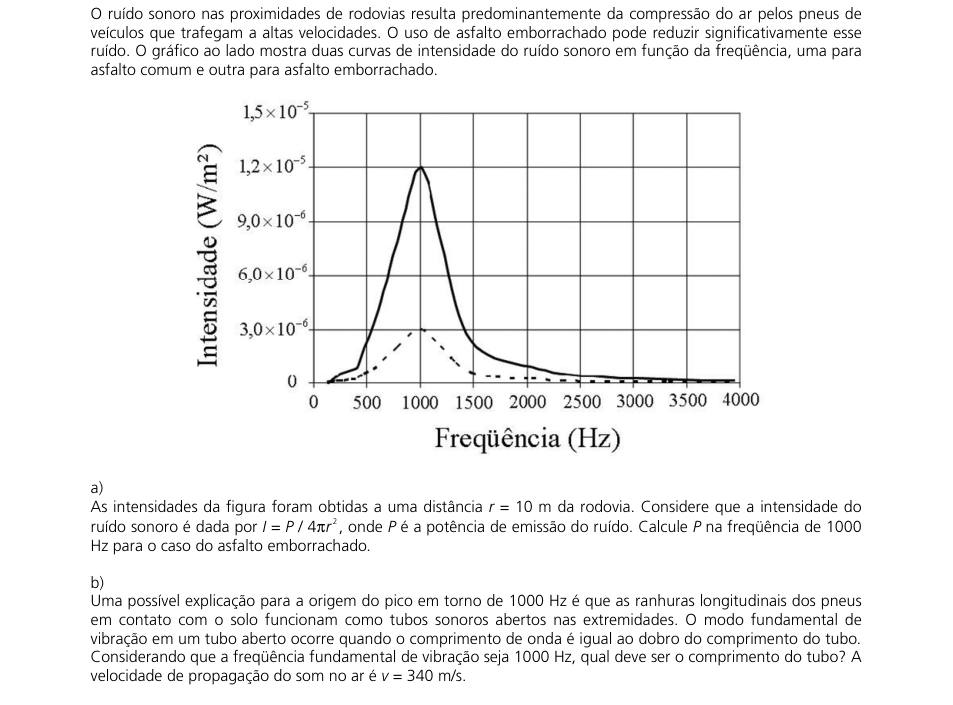 O ruído sonoro nas proximidades de rodovias resulta predominantemente da compressão do ar pelos pneus de
veículos que trafegam a altas velocidades. O uso de asfalto emborrachado pode reduzir significativamente esse
ruído. O gráfico ao lado mostra duas curvas de intensidade do ruído sonoro em função da freqüência, uma para
asfalto comum e outra para asfalto emborrachado.
1,5×10⁻⁵
1,2×10⁻⁵
9,0×10⁻⁶
6,0×10⁻⁶
3,0×10⁻⁶
0
Intensidade (W/m²)
0 500 1000 1500 2000 2500 3000 3500 4000
Freqüência (Hz)
a)
As intensidades da figura foram obtidas a uma distância r = 10 m da rodovia. Considere que a intensidade do
ruído sonoro é dada por I = P / 4πr², onde P é a potência de emissão do ruído. Calcule P na freqüência de 1000
Hz para o caso do asfalto emborrachado.
b)
Uma possível explicação para a origem do pico em torno de 1000 Hz é que as ranhuras longitudinais dos pneus
em contato com o solo funcionam como tubos sonoros abertos nas extremidades. O modo fundamental de
vibração em um tubo aberto ocorre quando o comprimento de onda é igual ao dobro do comprimento do tubo.
Considerando que a freqüência fundamental de vibração seja 1000 Hz, qual deve ser o comprimento do tubo? A
velocidade de propagação do som no ar é v = 340 m/s.